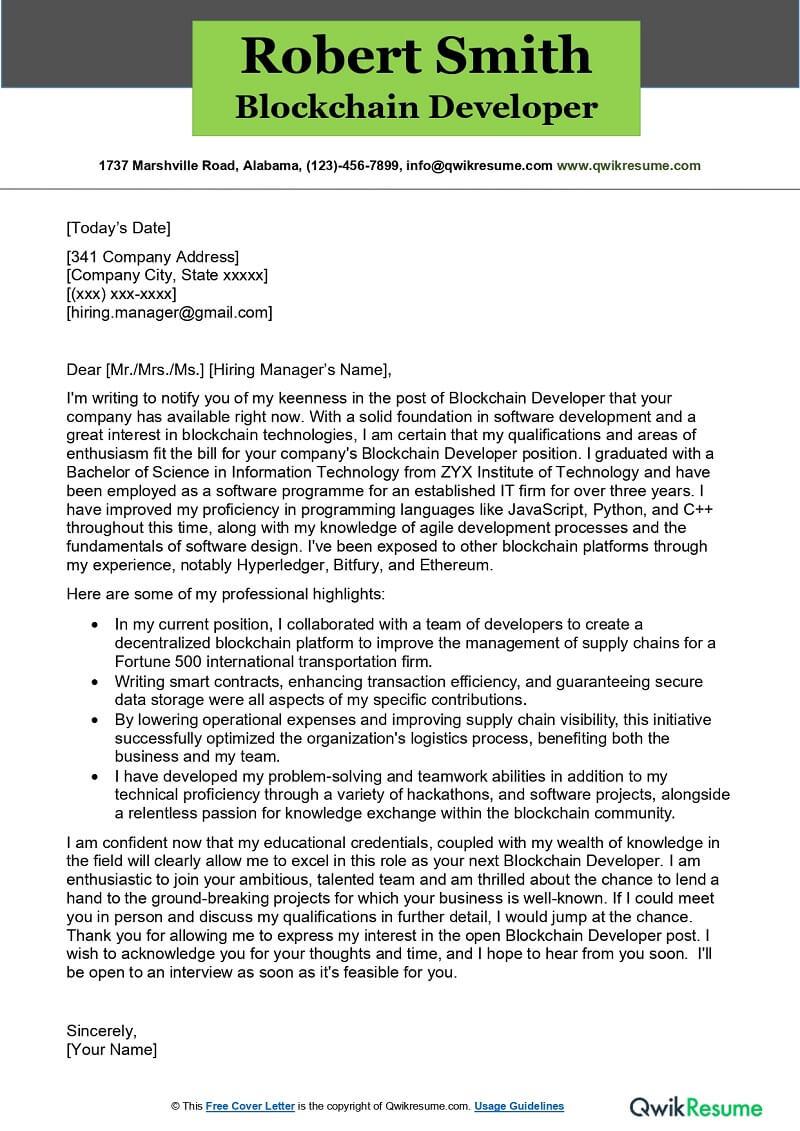 Robert Smith
Blockchain Developer
1737 Marshville Road, Alabama, (123)-456-7899, info@qwikresume.com www.qwikresume.com
[Today’s Date]
[341 Company Address]
[Company City, State xxxxx]
[(xxx) xxx-xxxx]
[hiring.manager@gmail.com]
Dear [Mr./Mrs./Ms.] [Hiring Manager’s Name],
I'm writing to notify you of my keenness in the post of Blockchain Developer that your
company has available right now. With a solid foundation in software development and a
great interest in blockchain technologies, I am certain that my qualifications and areas of
enthusiasm fit the bill for your company's Blockchain Developer position. I graduated with a
Bachelor of Science in Information Technology from ZYX Institute of Technology and have
been employed as a software programme for an established IT firm for over three years. I
have improved my proficiency in programming languages like JavaScript, Python, and C++
throughout this time, along with my knowledge of agile development processes and the
fundamentals of software design. I've been exposed to other blockchain platforms through
my experience, notably Hyperledger, Bitfury, and Ethereum.
Here are some of my professional highlights:
• In my current position, I collaborated with a team of developers to create a
decentralized blockchain platform to improve the management of supply chains for a
Fortune 500 international transportation firm.
• Writing smart contracts, enhancing transaction efficiency, and guaranteeing secure
data storage were all aspects of my specific contributions.
• By lowering operational expenses and improving supply chain visibility, this initiative
successfully optimized the organization's logistics process, benefiting both the
business and my team.
• I have developed my problem-solving and teamwork abilities in addition to my
technical proficiency through a variety of hackathons, and software projects, alongside
a relentless passion for knowledge exchange within the blockchain community.
I am confident now that my educational credentials, coupled with my wealth of knowledge in
the field will clearly allow me to excel in this role as your next Blockchain Developer. I am
enthusiastic to join your ambitious, talented team and am thrilled about the chance to lend a
hand to the ground-breaking projects for which your business is well-known. If I could meet
you in person and discuss my qualifications in further detail, I would jump at the chance.
Thank you for allowing me to express my interest in the open Blockchain Developer post. I
wish to acknowledge you for your thoughts and time, and I hope to hear from you soon.  I'll
be open to an interview as soon as it's feasible for you.
Sincerely,
[Your Name]
© This Free Cover Letter is the copyright of Qwikresume.com. Usage Guidelines
QwikResume